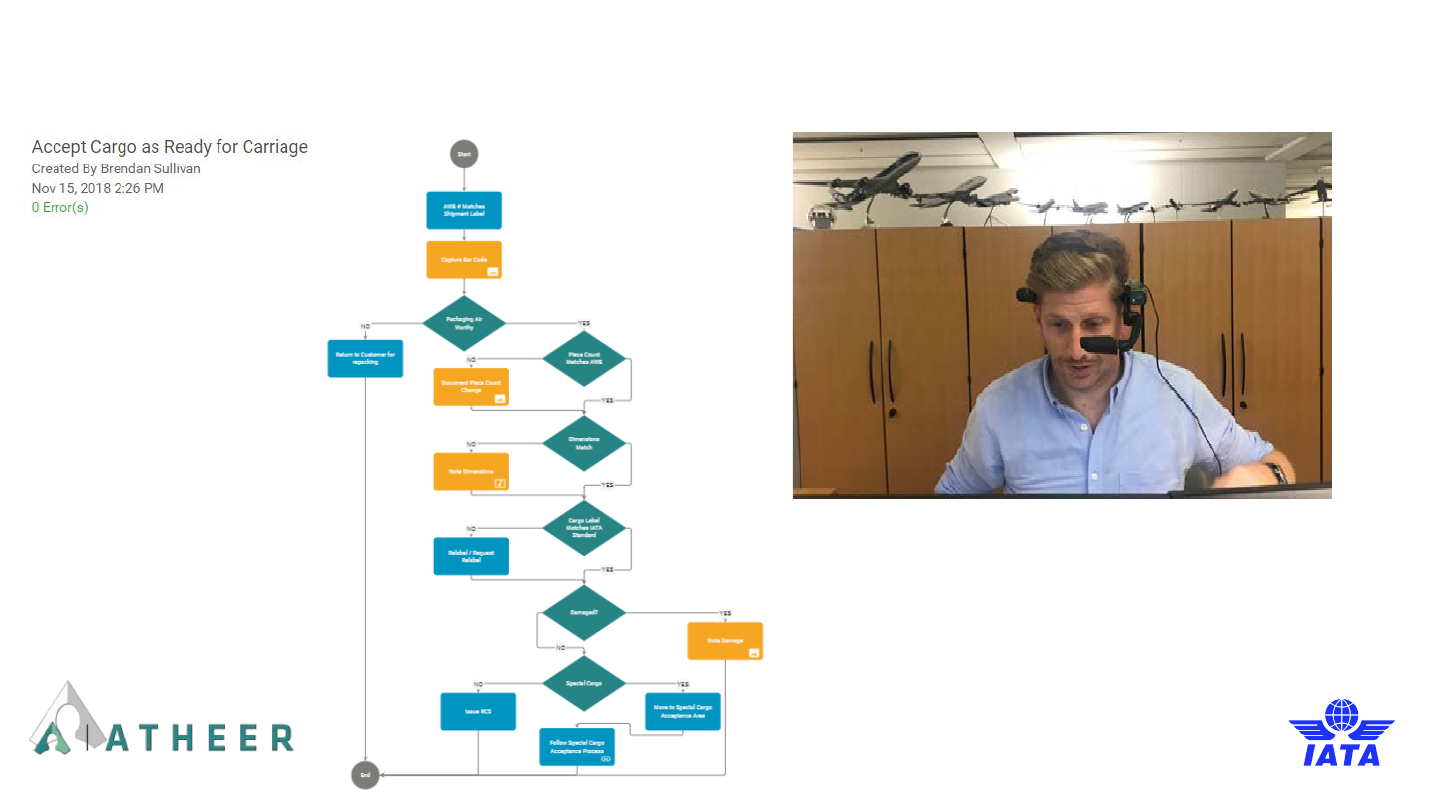 Accept Cargo as Ready for Carriage
Created By Brendan Sullivan
Nov 15, 2018 2:26 PM
0 Error(s)
Start
AWB # Matches
Shipment Label
Capture Bar Code
Packaging Air
Worthy
NO
YES
Return to Customer for
repacking
Piece Count
Matches AWB
NO
Document Piece Count
Change
YES
Dimensions
Match
NO
Note Dimensions
YES
Cargo Label
Matches IATA
Standard
NO
Relabel / Request
Relabel
YES
Damaged?
YES
Note Damage
NO
Special Cargo
NO
YES
Issue RCS
Move to Special Cargo
Acceptance Area
Follow Special Cargo
Acceptance Process
End
ATHEER
IATA